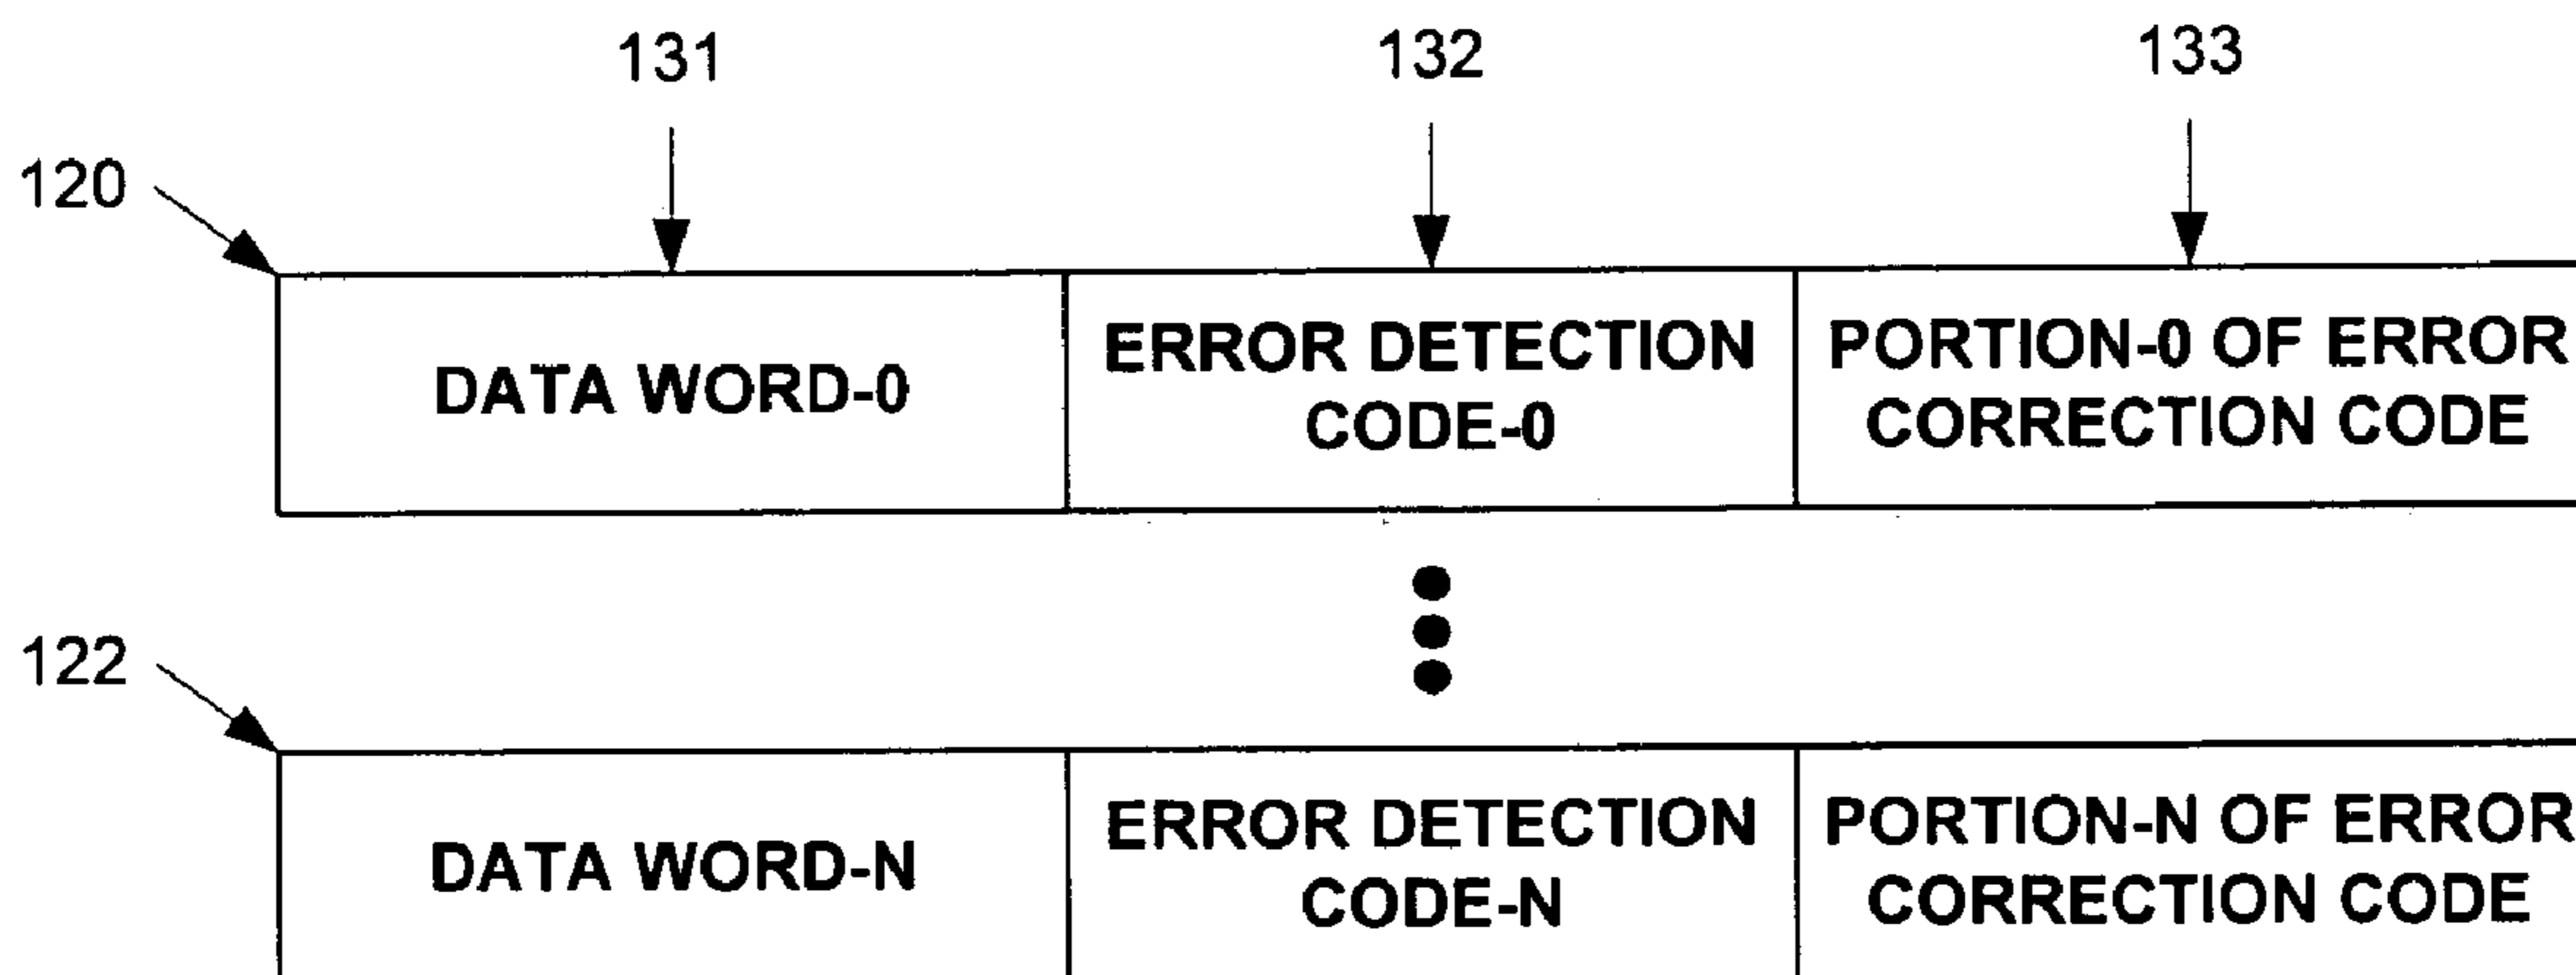 131
132
133
120
DATA WORD-0
ERROR DETECTION
CODE-0
PORTION-0 OF ERROR
CORRECTION CODE
122
DATA WORD-N
ERROR DETECTION
CODE-N
PORTION-N OF ERROR
CORRECTION CODE